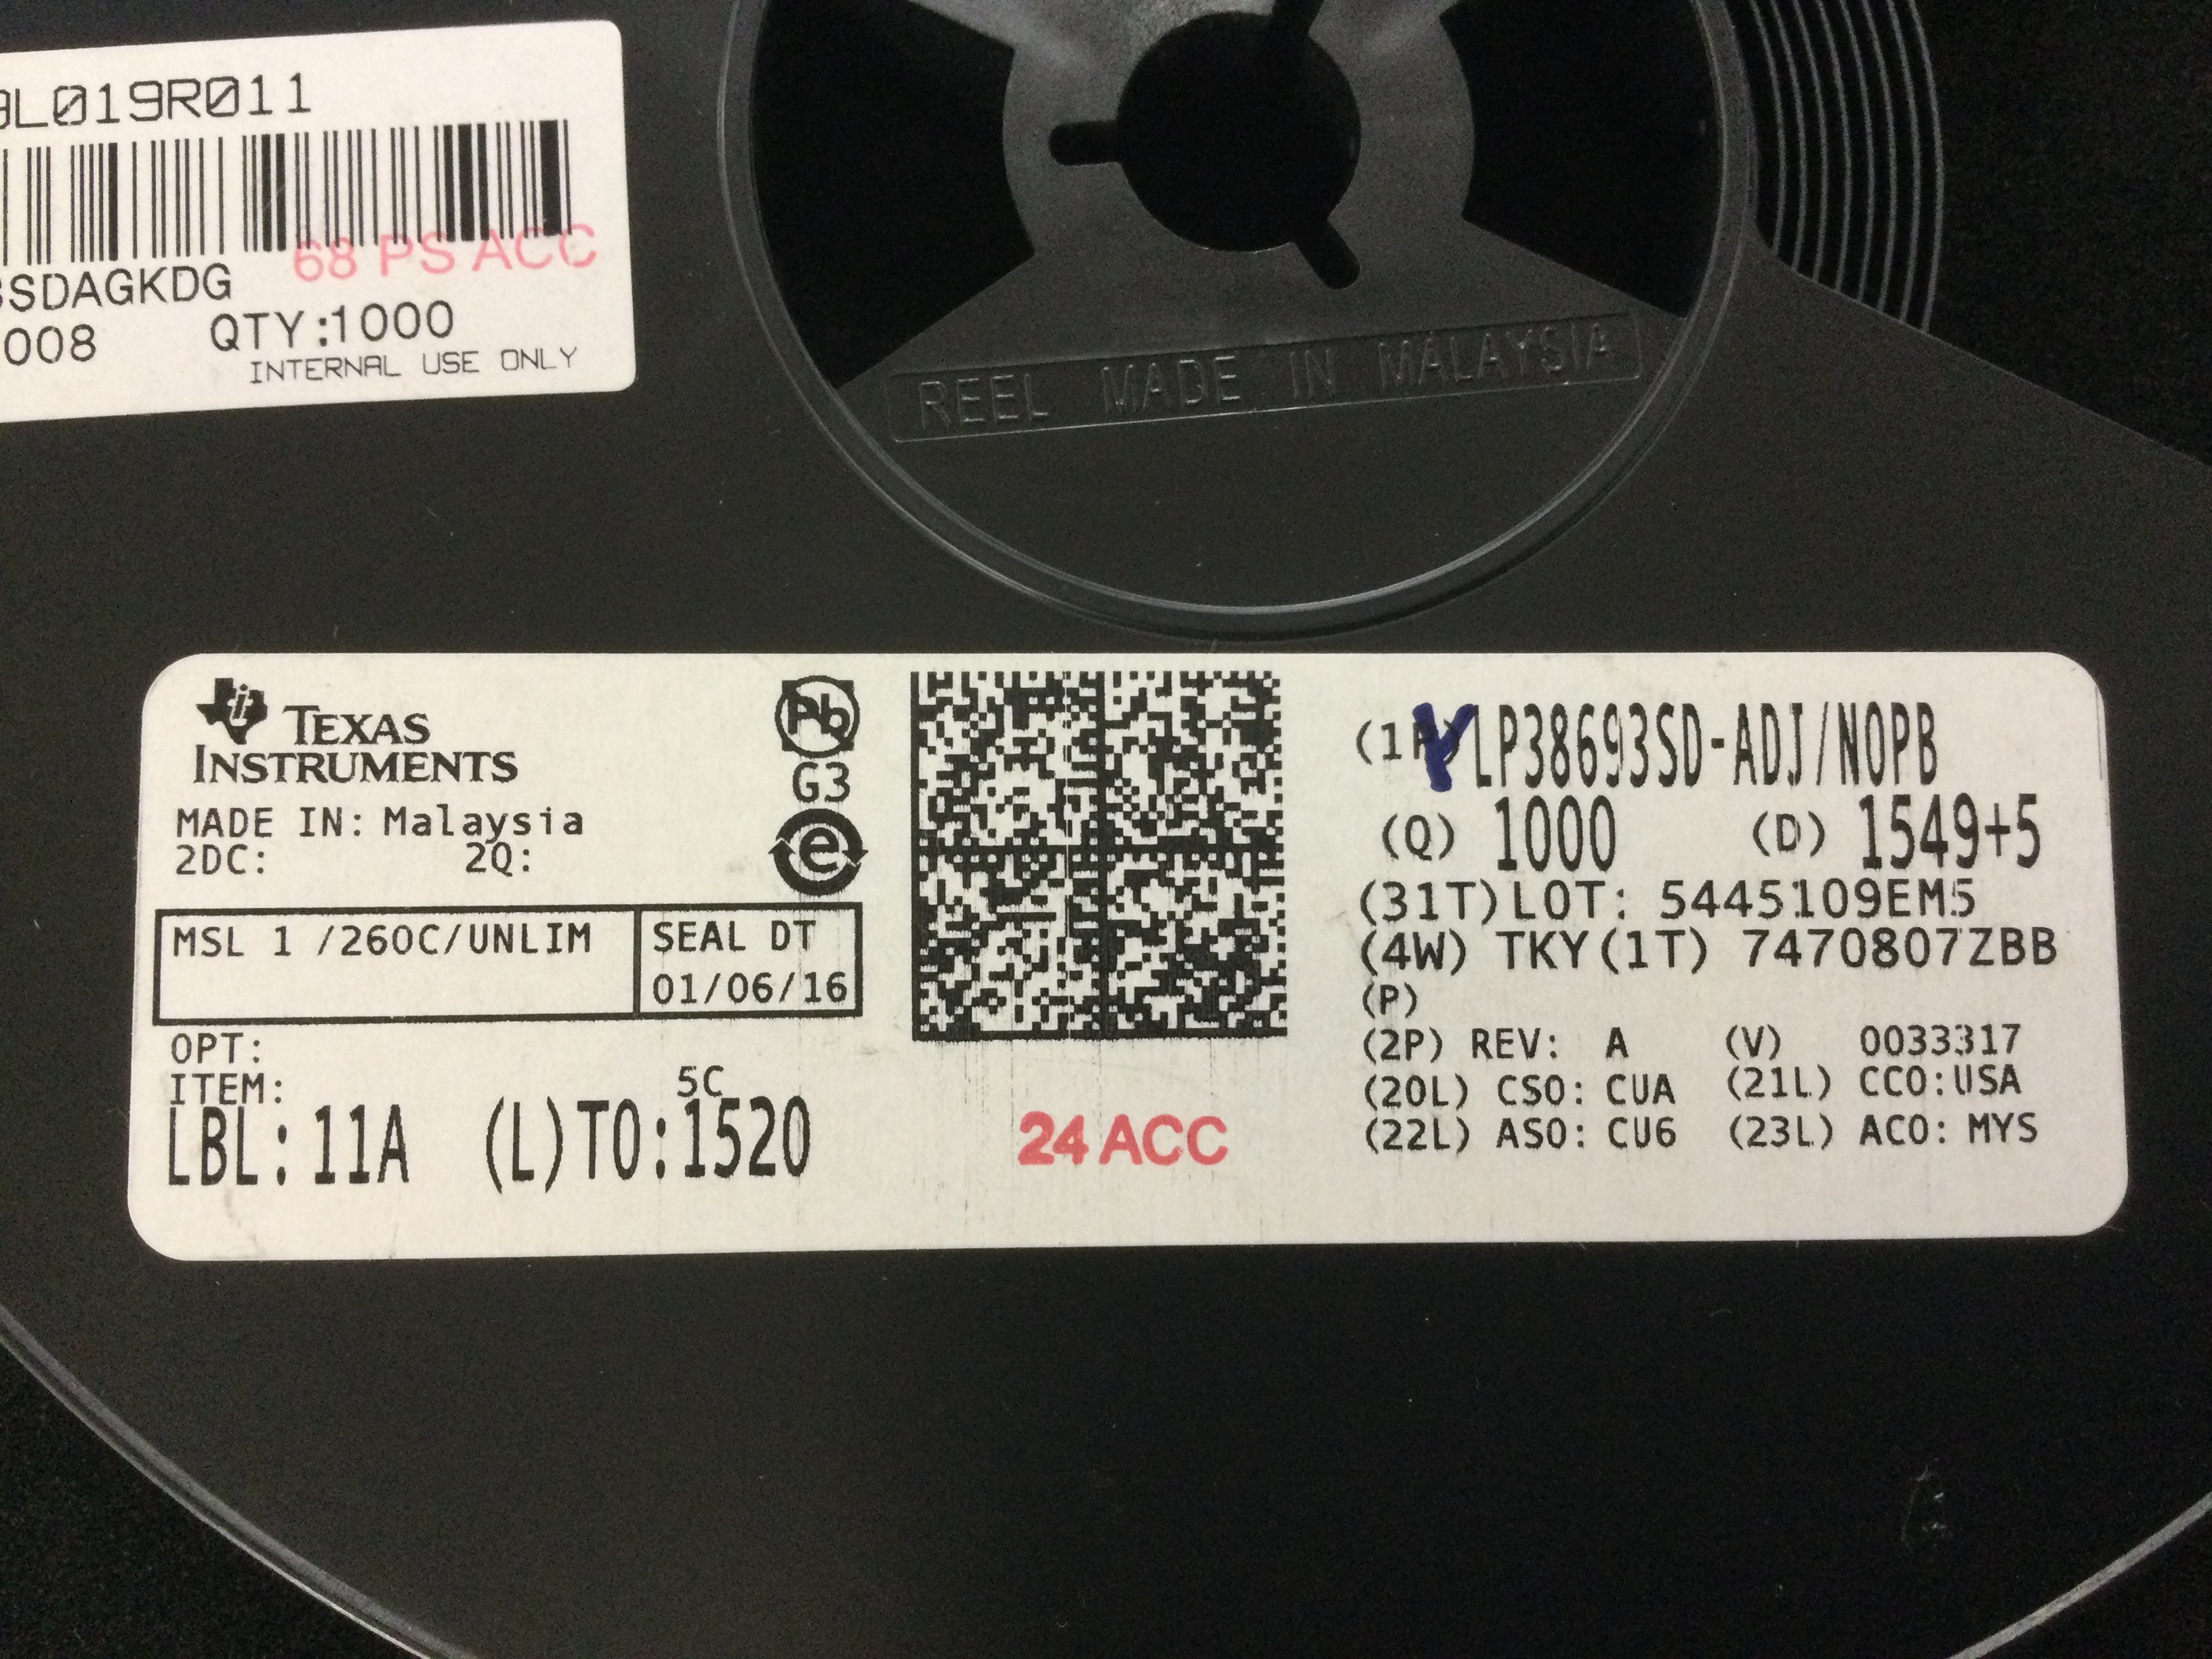 L019R011
68 PS ACC
SDAGKDG
008 QTY:1000
INTERNAL USE ONLY
REEL MADE IN MALAYSIA
TEXAS
INSTRUMENTS
MADE IN: Malaysia
2DC: 2Q:
MSL 1 /260C/UNLIM
SEAL DT
01/06/16
OPT:
ITEM:
5C
LBL: 11A (L)TO:1520
Pb
G3
e
24 ACC
(1P) LP38693SD-ADJ/NOPB
(Q) 1000 (D) 1549+5
(31T)LOT: 5445109EM5
(4W) TKY(1T) 7470807ZBB
(P)
(2P) REV: A (V) 0033317
(20L) CSO: CUA (21L) CCO:USA
(22L) ASO: CU6 (23L) ACO: MYS